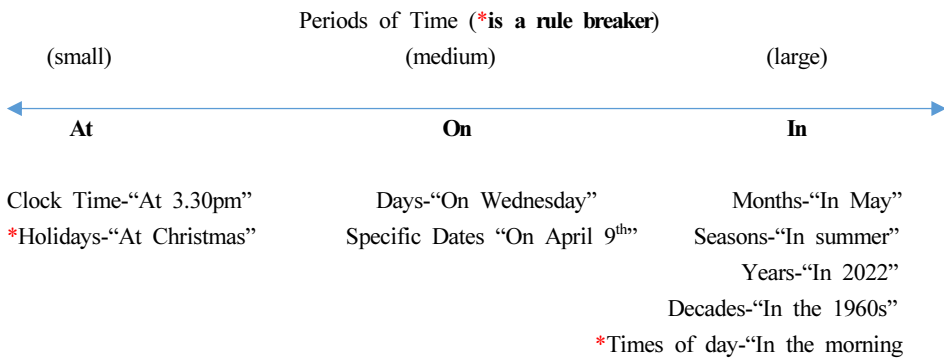 Periods of Time (*is a rule breaker)
(small) (medium) (large)
At On In
Clock Time-“At 3.30pm” Days-“On Wednesday” Months-“In May”
*Holidays-“At Christmas” Specific Dates “On April 9th” Seasons-“In summer”
Years-“In 2022”
Decades-“In the 1960s”
*Times of day-“In the morning